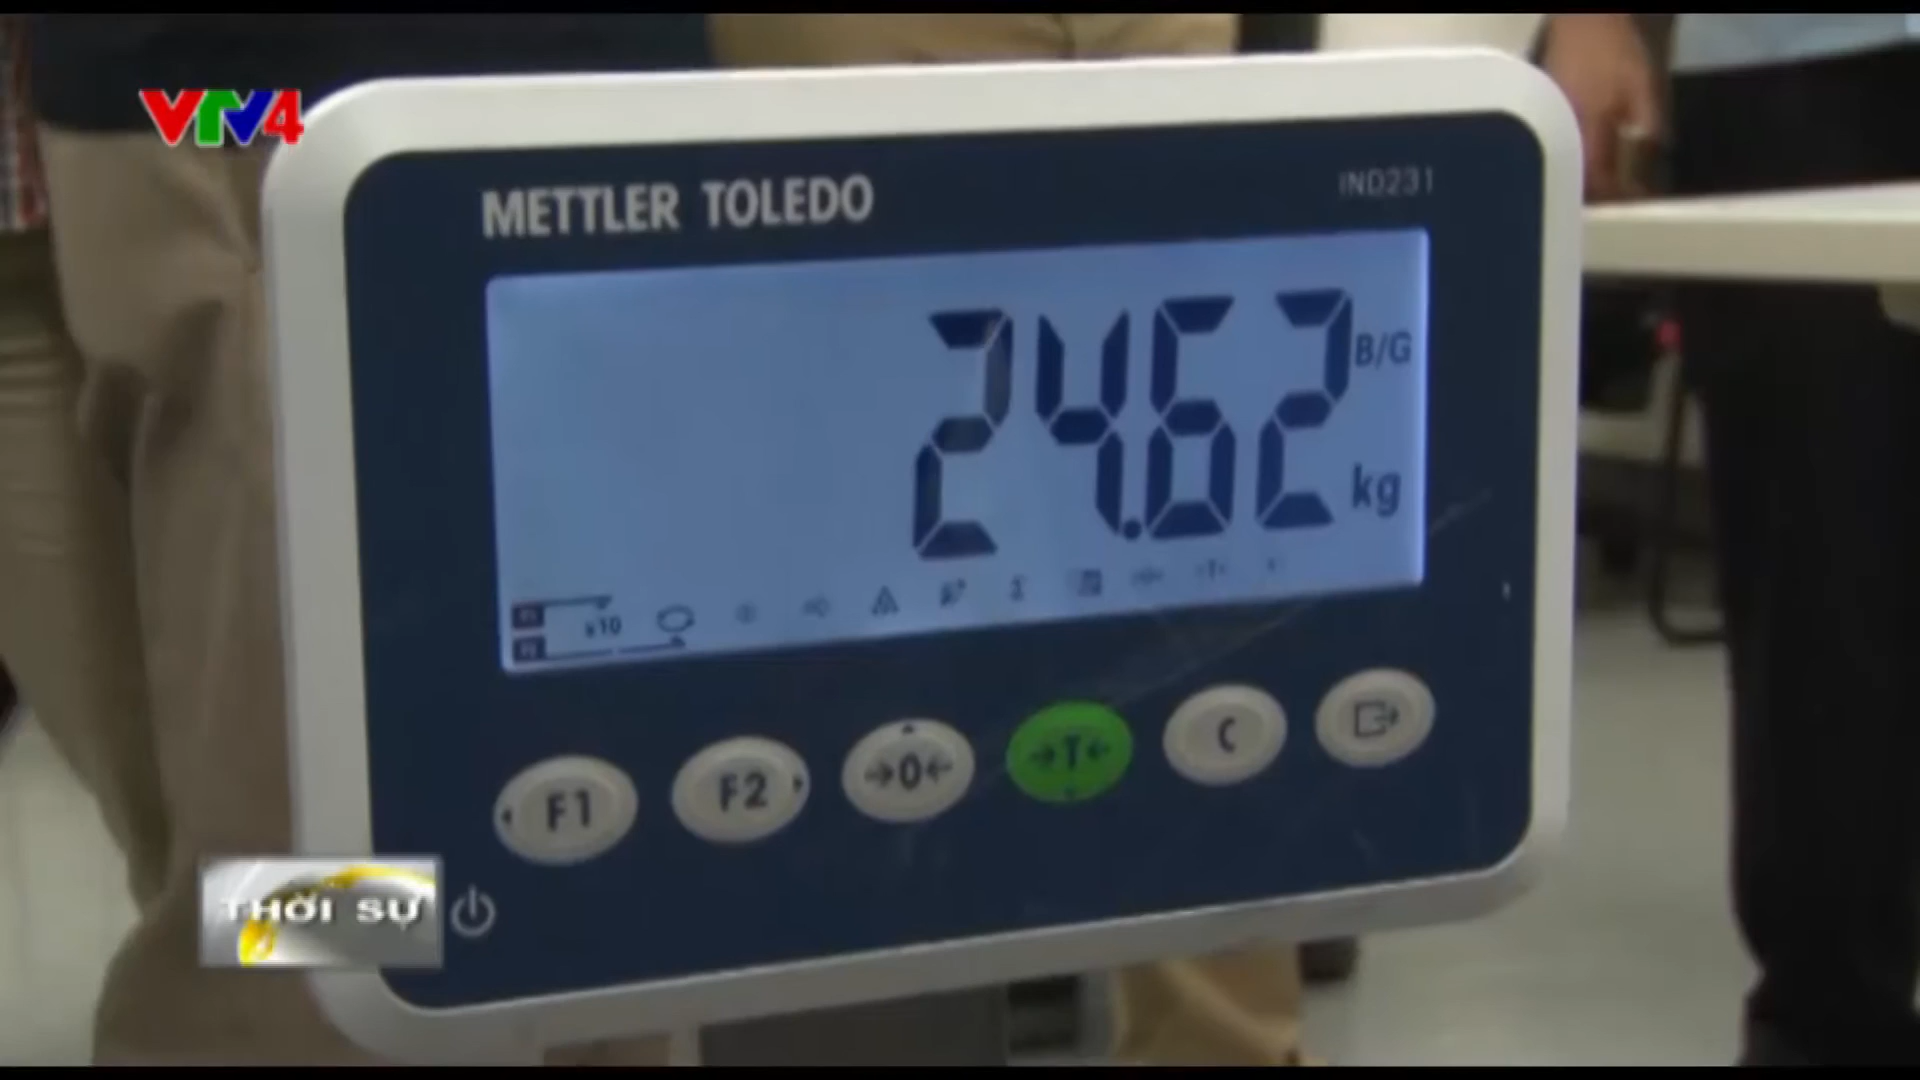 VTV4
METTLER TOLEDO
IND231
24.62
B/G
kg
x10
F1
F2
→0←
→T←
C
THỜI SỰ